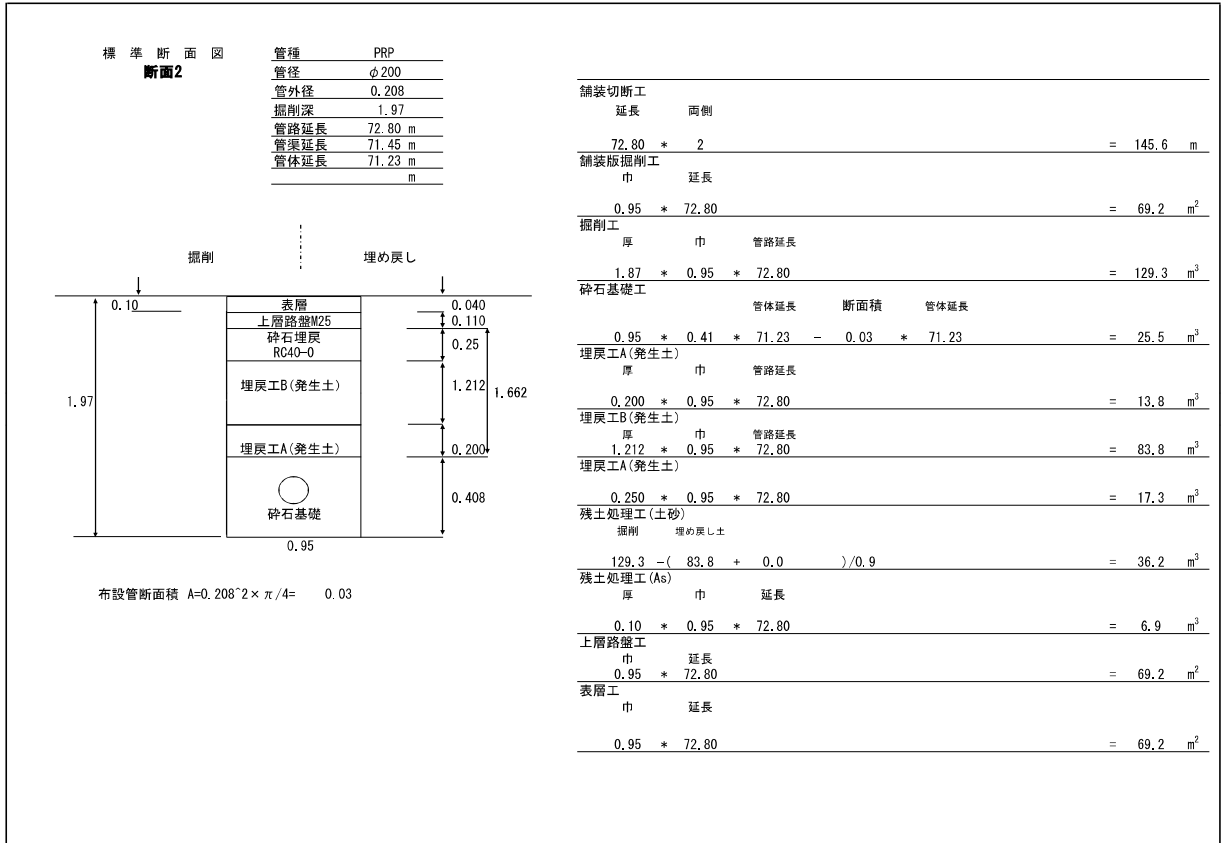 標 準 断 面 図
断面2
管種 PRP
管径 φ200
管外径 0.208
掘削深 1.97
管路延長 72.80 m
管渠延長 71.45 m
管体延長 71.23 m
m
掘削 埋め戻し
0.10 表層 0.040
上層路盤M25 0.110
砕石埋戻 0.25
RC40-0
埋戻工B(発生土) 1.212 1.662
1.97
埋戻工A(発生土) 0.200
0.408
砕石基礎
0.95
布設管断面積 A=0.208^2×π/4= 0.03
舗装切断工
延長 両側
72.80 * 2 = 145.6 m
舗装版掘削工
巾 延長
0.95 * 72.80 = 69.2 m²
掘削工
厚 巾 管路延長
1.87 * 0.95 * 72.80 = 129.3 m³
砕石基礎工
管体延長 断面積 管体延長
0.95 * 0.41 * 71.23 - 0.03 * 71.23 = 25.5 m³
埋戻工A(発生土)
厚 巾 管路延長
0.200 * 0.95 * 72.80 = 13.8 m³
埋戻工B(発生土)
厚 巾 管路延長
1.212 * 0.95 * 72.80 = 83.8 m³
埋戻工A(発生土)
0.250 * 0.95 * 72.80 = 17.3 m³
残土処理工(土砂)
掘削 埋め戻し土
129.3 -( 83.8 + 0.0 )/0.9 = 36.2 m³
残土処理工(As)
厚 巾 延長
0.10 * 0.95 * 72.80 = 6.9 m³
上層路盤工
巾 延長
0.95 * 72.80 = 69.2 m²
表層工
巾 延長
0.95 * 72.80 = 69.2 m²